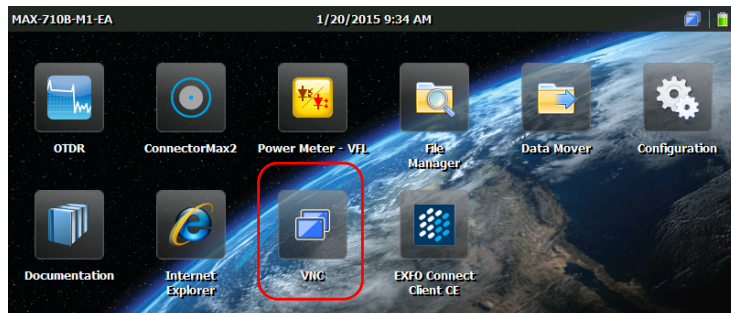 MAX-710B-M1-EA 1/20/2015 9:34 AM
OTDR ConnectorMax2 Power Meter - VFL File Manager Data Mover Configuration
Documentation Internet Explorer VNC EXFO Connect Client CE